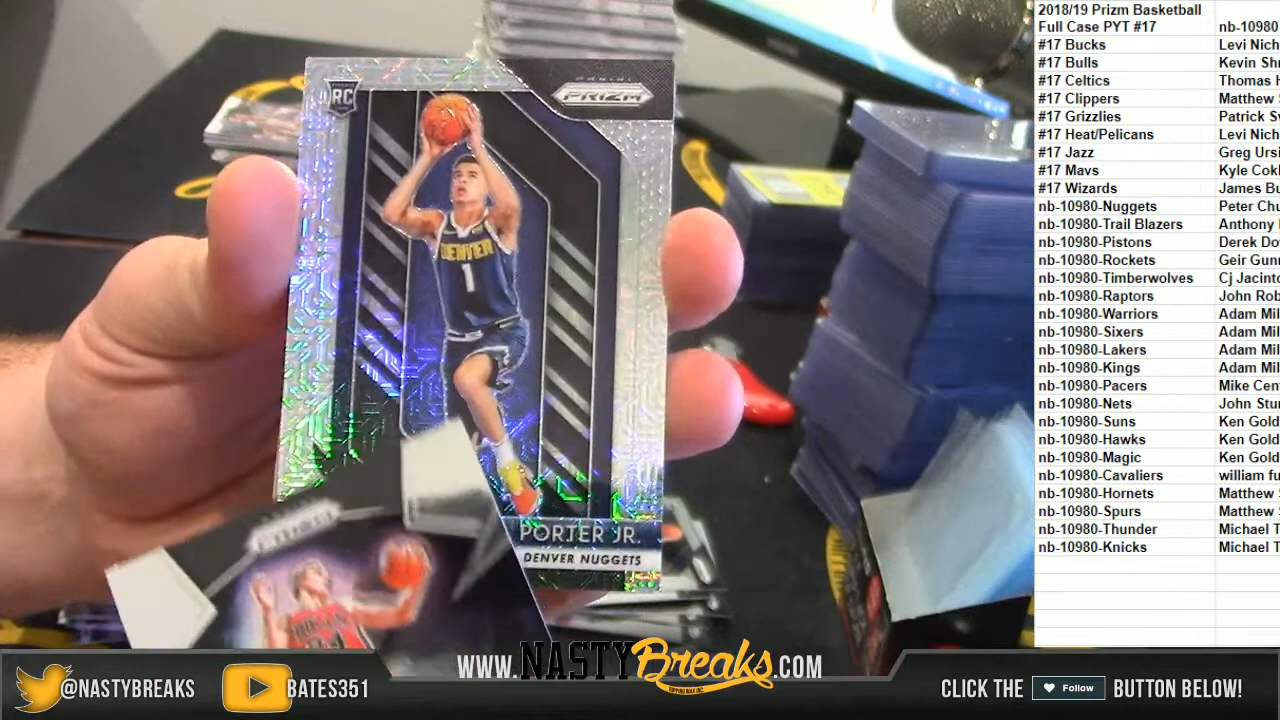 RC
PANINI
PRIZM
DENVER
1
PORTER JR.
DENVER NUGGETS
2018/19 Prizm Basketball
Full Case PYT #17 nb-10980
#17 Bucks Levi Nich
#17 Bulls Kevin Shr
#17 Celtics Thomas
#17 Clippers Matthew
#17 Grizzlies Patrick
#17 Heat/Pelicans Levi Nich
#17 Jazz Greg Ursi
#17 Mavs Kyle Cok
#17 Wizards James Bu
nb-10980-Nuggets Peter Chu
nb-10980-Trail Blazers Anthony
nb-10980-Pistons Derek Do
nb-10980-Rockets Geir Gun
nb-10980-Timberwolves Cj Jacint
nb-10980-Raptors John Rob
nb-10980-Warriors Adam Mil
nb-10980-Sixers Adam Mil
nb-10980-Lakers Adam Mil
nb-10980-Kings Adam Mil
nb-10980-Pacers Mike Cen
nb-10980-Nets John Stu
nb-10980-Suns Ken Gold
nb-10980-Hawks Ken Gold
nb-10980-Magic Ken Gold
nb-10980-Cavaliers william fu
nb-10980-Hornets Matthew
nb-10980-Spurs Matthew
nb-10980-Thunder Michael T
nb-10980-Knicks Michael T
@NASTYBREAKS
BATES351
WWW.NASTYBreaks.COM
RIPPING WAX INC.
CLICK THE Follow BUTTON BELOW!